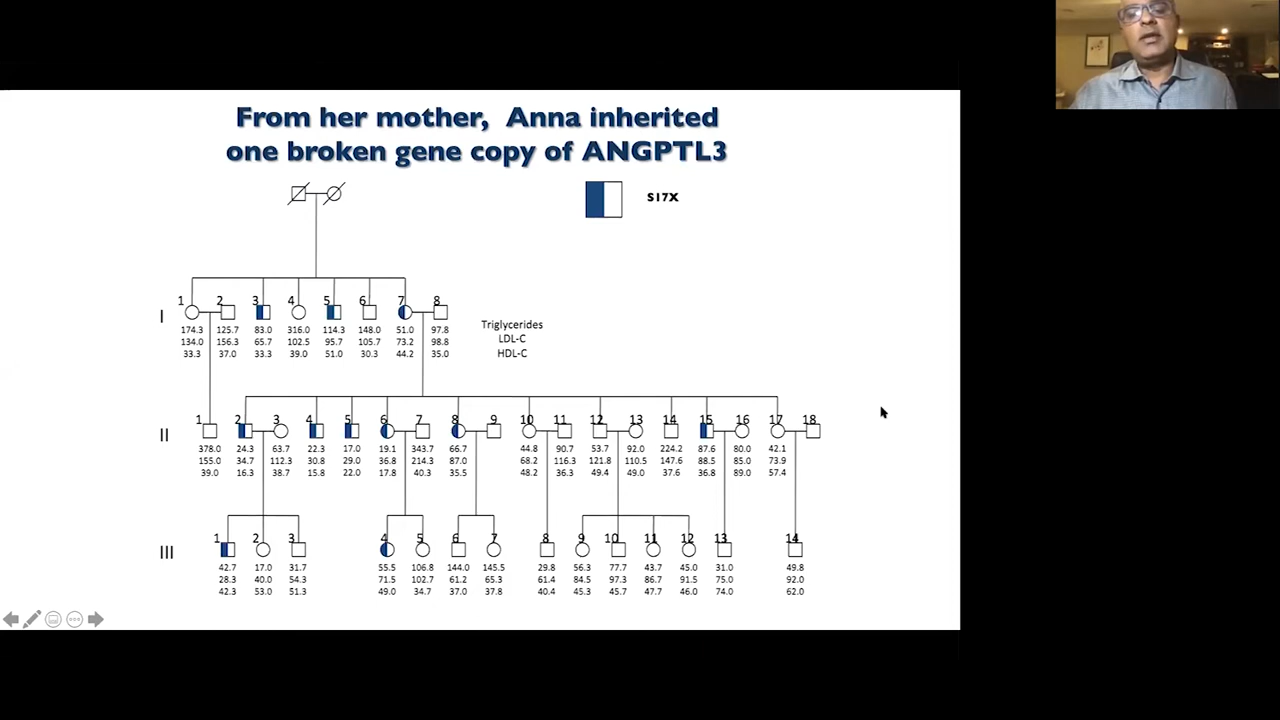 From her mother, Anna inherited
one broken gene copy of ANGPTL3
S17X
1 2 3 4 5 6 7 8
I
174.3 125.7 83.0 316.0 114.3 148.0 51.0 97.8
134.0 156.3 65.7 102.5 95.7 105.7 73.2 98.8
33.3 37.0 33.3 39.0 51.0 30.3 44.2 35.0
Triglycerides
LDL-C
HDL-C
1 2 3 4 5 6 7 8 9 10 11 12 13 14 15 16 17 18
II
378.0 24.3 63.7 22.3 17.0 19.1 343.7 66.7 44.8 90.7 53.7 92.0 224.2 87.6 80.0 42.1
155.0 34.7 112.3 30.8 29.0 36.8 214.3 87.0 68.2 116.3 121.8 110.5 147.6 88.5 85.0 73.9
39.0 16.3 38.7 15.8 22.0 17.8 40.3 35.5 48.2 36.3 49.4 49.0 37.6 36.8 89.0 57.4
1 2 3 4 5 6 7 8 9 10 11 12 13 14
III
42.7 17.0 31.7 55.5 106.8 144.0 145.5 29.8 56.3 77.7 43.7 45.0 31.0 49.8
28.3 40.0 54.3 71.5 102.7 61.2 65.3 61.4 84.5 97.3 86.7 91.5 75.0 92.0
42.3 53.0 51.3 49.0 34.7 37.0 37.8 40.4 45.3 45.7 47.7 46.0 74.0 62.0